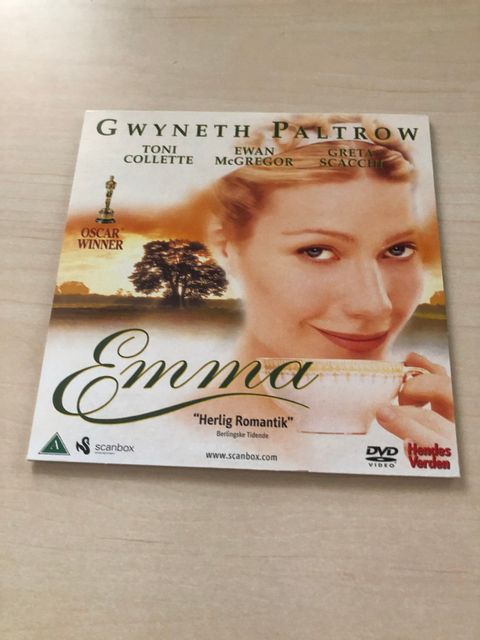 GWYNETH PALTROW
TONI COLLETTE
EWAN McGREGOR
GRETA SCACCHI
OSCAR WINNER
Emma
"Herlig Romantik"
Berlingske Tidende
A
scanbox
www.scanbox.com
DVD VIDEO
Hendes Verden